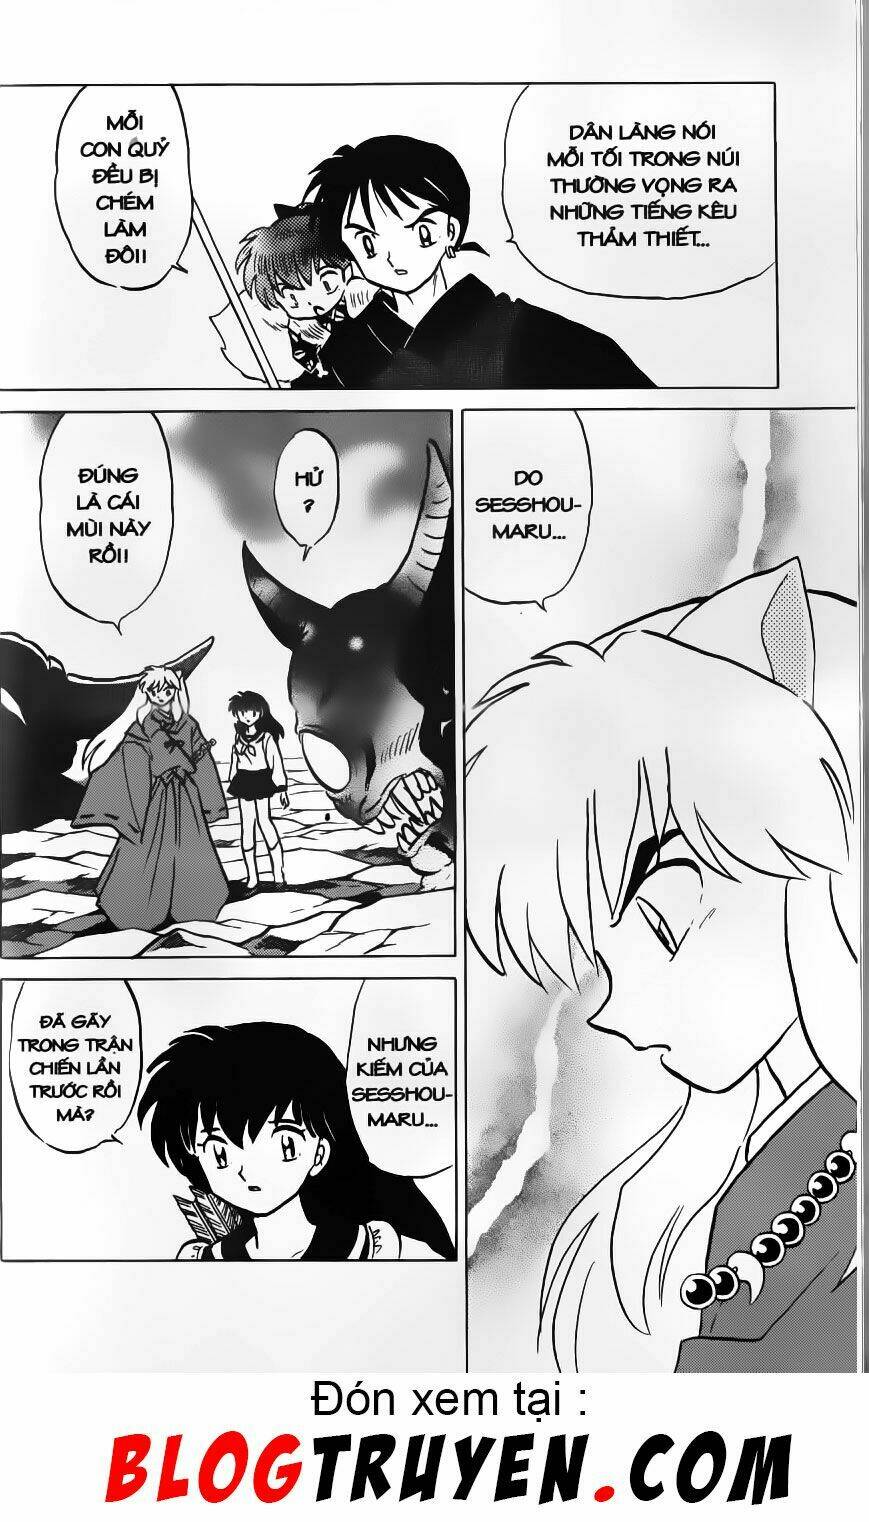 DÂN LÀNG NÓI
MỖI TỐI TRONG NÚI
THƯỜNG VỌNG RA
NHỮNG TIẾNG KÊU
THẢM THIẾT...
MỖI
CON QUỶ
ĐỀU BỊ
CHÉM
LÀM
ĐÔI!
DO
SESSHOU-
MARU...
HỬ
?
ĐÚNG
LÀ CÁI
MÙI NÀY
RỒI!
NHƯNG
KIẾM CỦA
SESSHOU-
MARU...
ĐÃ GÃY
TRONG TRẬN
CHIẾN LẦN
TRƯỚC RỒI
MÀ?
Đón xem tại :
BLOGTRUYEN.COM